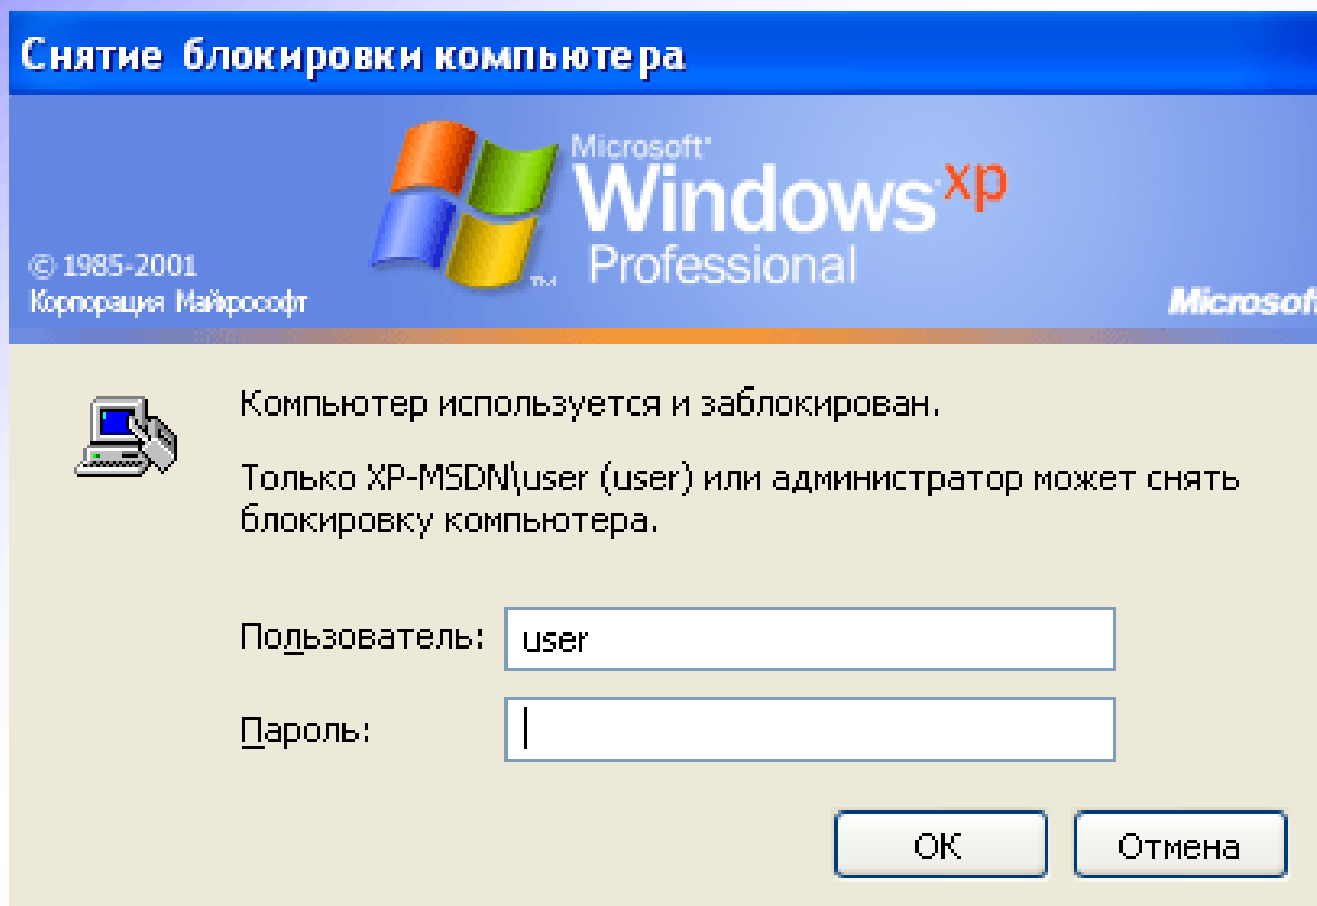 Снятие блокировки компьютера
Microsoft
Windows xp
Professional
TM
© 1985-2001
Корпорация Майкрософт
Microsoft
Компьютер используется и заблокирован.
Только XP-MSDN\user (user) или администратор может снять
блокировку компьютера.
Пользователь: user
Пароль:
OK Отмена